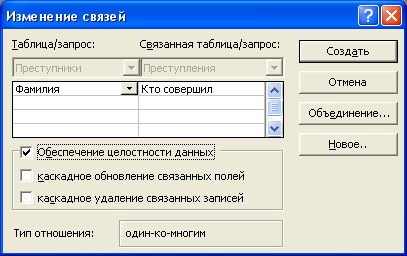 Изменение связей
Таблица/запрос: Связанная таблица/запрос:
Преступники Преступления
Фамилия Кто совершил
Обеспечение целостности данных
каскадное обновление связанных полей
каскадное удаление связанных записей
Тип отношения: один-ко-многим
Создать
Отмена
Объединение...
Новое..